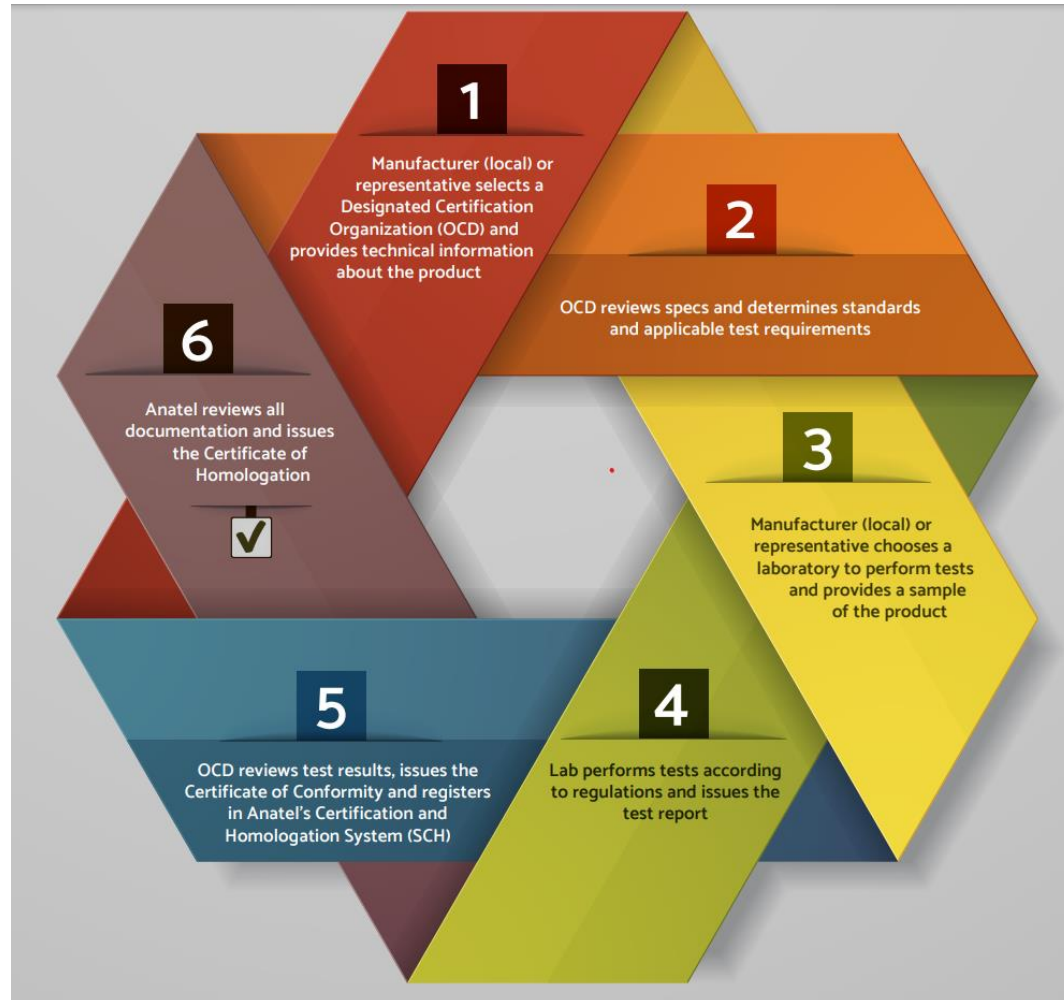 1
Manufacturer (local) or
representative selects a
Designated Certification
Organization (OCD) and
provides technical information
about the product
2
OCD reviews specs and determines standards
and applicable test requirements
3
Manufacturer (local) or
representative chooses a
laboratory to perform tests
and provides a sample
of the product
4
Lab performs tests according
to regulations and issues the
test report
5
OCD reviews test results, issues the
Certificate of Conformity and registers
in Anatel's Certification and
Homologation System (SCH)
6
Anatel reviews all
documentation and issues
the Certificate of
Homologation